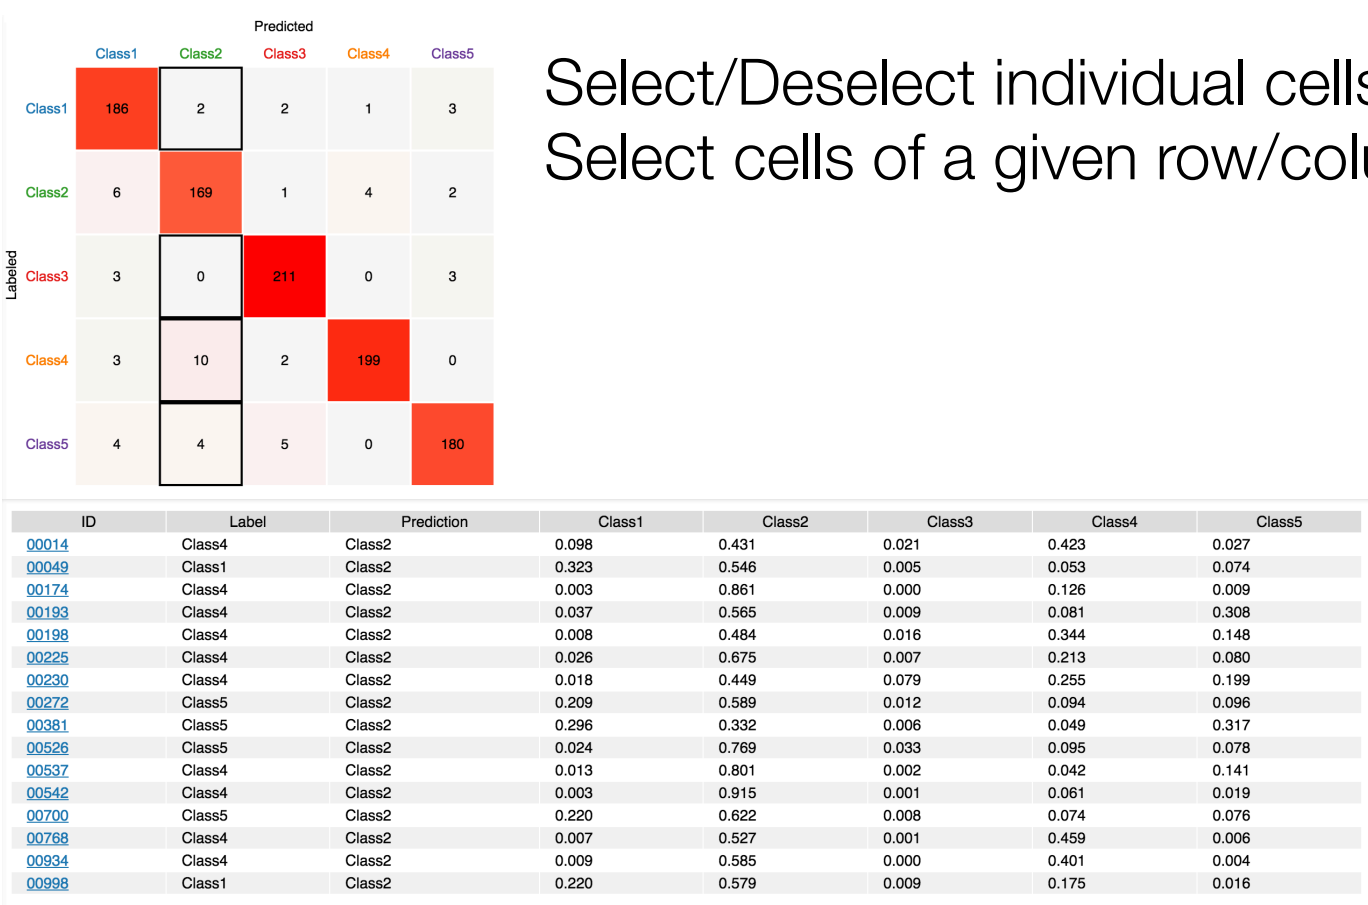 Predicted
Class1 Class2 Class3 Class4 Class5
Select/Deselect individual cells
Select cells of a given row/colu
Labeled
Class1 186 2 2 1 3
Class2 6 169 1 4 2
Class3 3 0 211 0 3
Class4 3 10 2 199 0
Class5 4 4 5 0 180
ID Label Prediction Class1 Class2 Class3 Class4 Class5
00014 Class4 Class2 0.098 0.431 0.021 0.423 0.027
00049 Class1 Class2 0.323 0.546 0.005 0.053 0.074
00174 Class4 Class2 0.003 0.861 0.000 0.126 0.009
00193 Class4 Class2 0.037 0.565 0.009 0.081 0.308
00198 Class4 Class2 0.008 0.484 0.016 0.344 0.148
00225 Class4 Class2 0.026 0.675 0.007 0.213 0.080
00230 Class4 Class2 0.018 0.449 0.079 0.255 0.199
00272 Class5 Class2 0.209 0.589 0.012 0.094 0.096
00381 Class5 Class2 0.296 0.332 0.006 0.049 0.317
00526 Class5 Class2 0.024 0.769 0.033 0.095 0.078
00537 Class4 Class2 0.013 0.801 0.002 0.042 0.141
00542 Class4 Class2 0.003 0.915 0.001 0.061 0.019
00700 Class5 Class2 0.220 0.622 0.008 0.074 0.076
00768 Class4 Class2 0.007 0.527 0.001 0.459 0.006
00934 Class4 Class2 0.009 0.585 0.000 0.401 0.004
00998 Class1 Class2 0.220 0.579 0.009 0.175 0.016